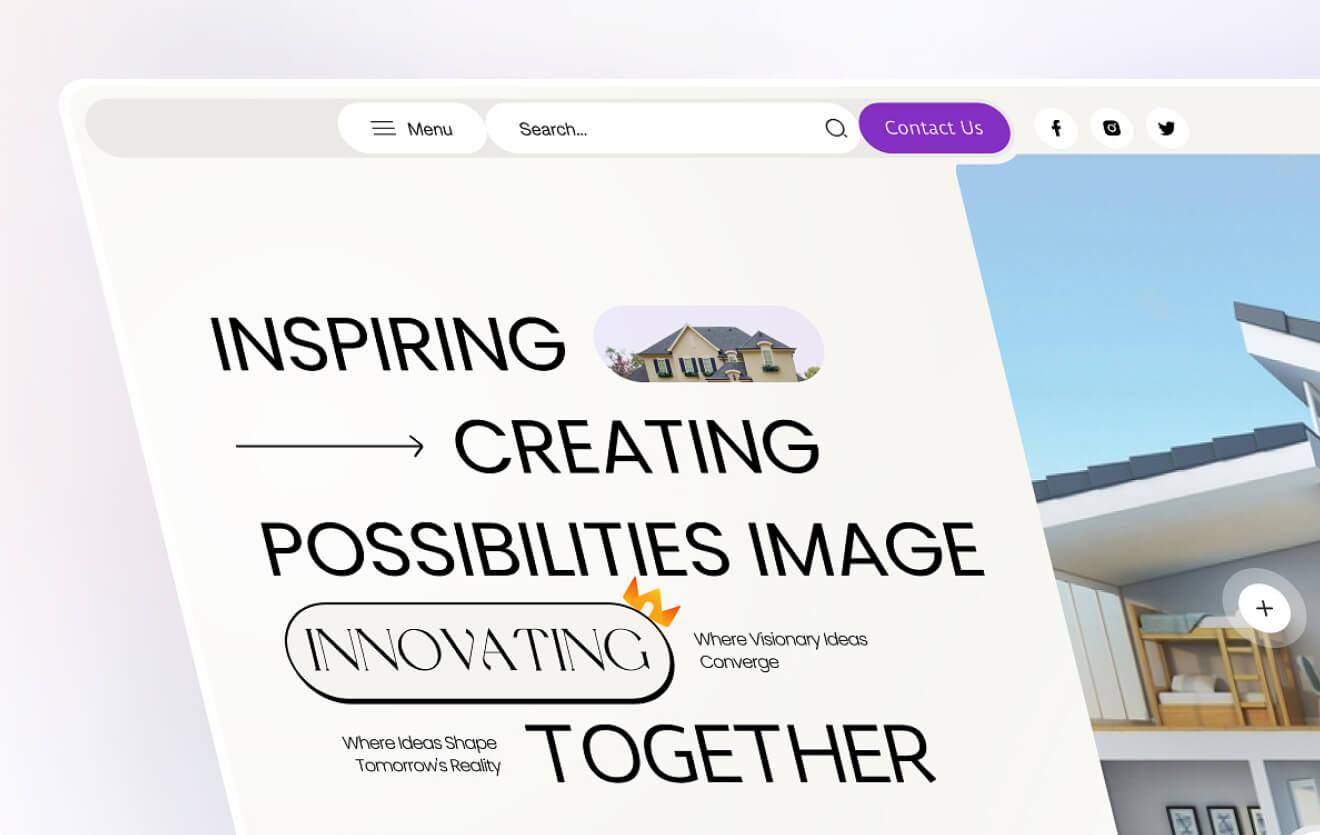 Menu
Search...
Contact Us
INSPIRING
CREATING
POSSIBILITIES IMAGE
INNOVATING
Where Visionary Ideas
Converge
Where Ideas Shape
Tomorrow's Reality
TOGETHER